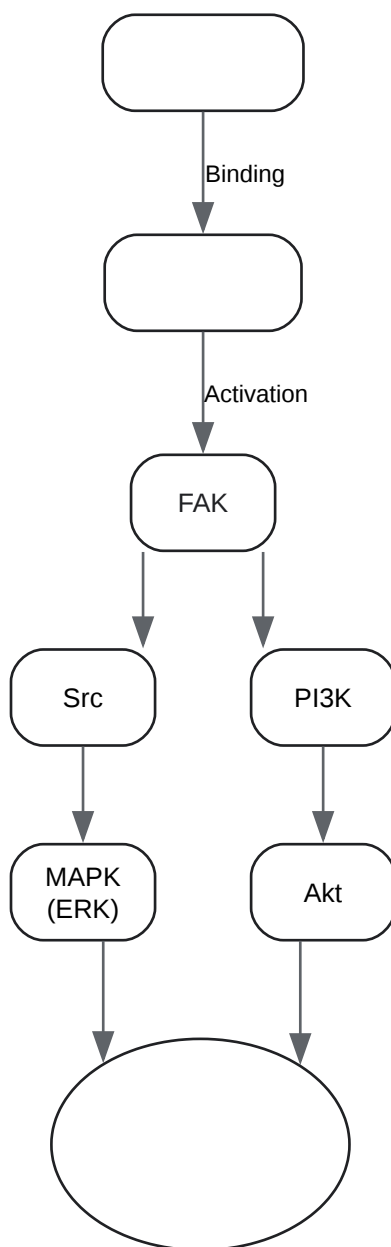 Binding
Activation
FAK
Src
PI3K
MAPK
(ERK)
Akt